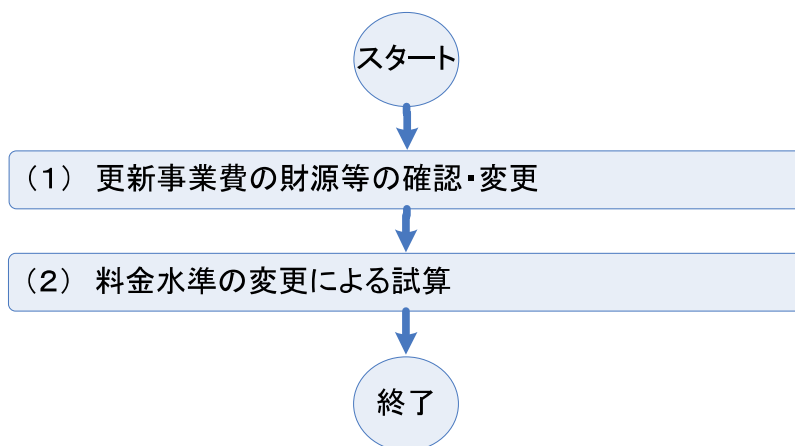 スタート
（１） 更新事業費の財源等の確認・変更
（２） 料金水準の変更による試算
終了